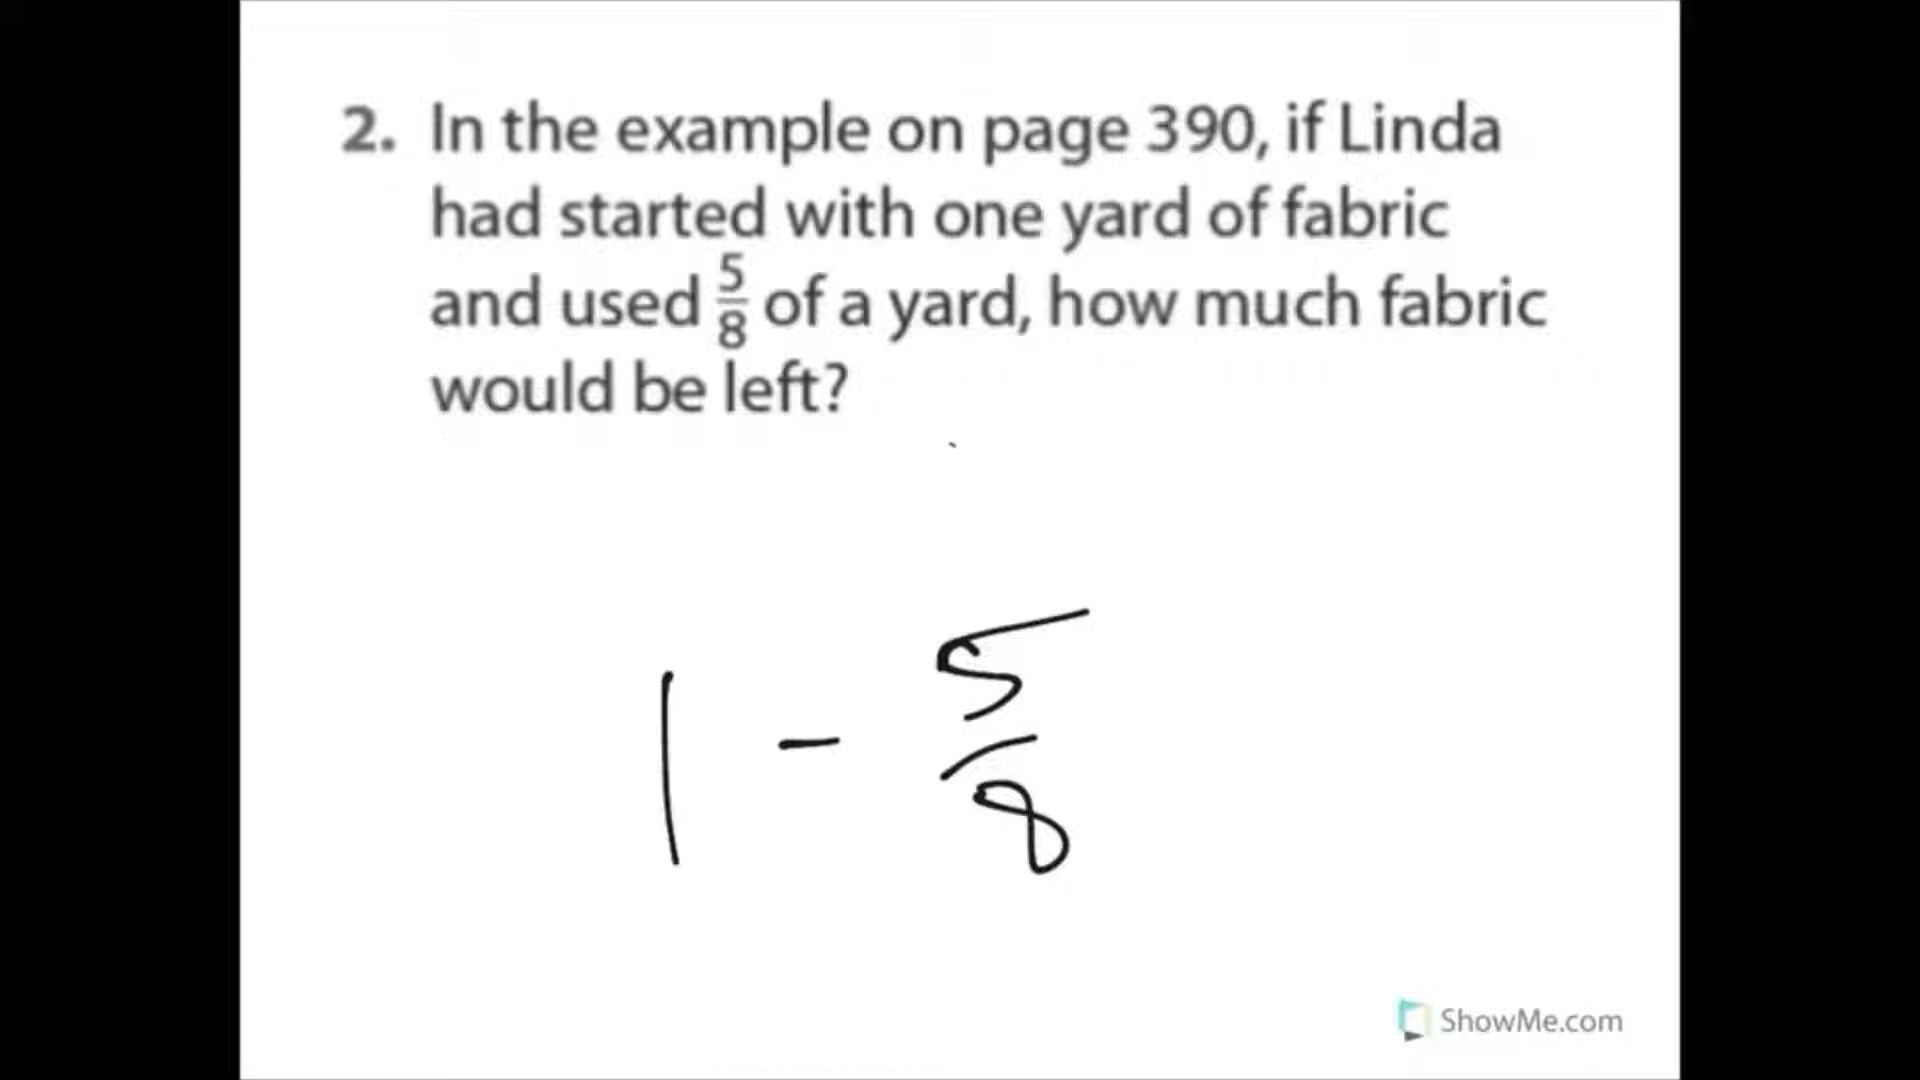 2. In the example on page 390, if Linda
had started with one yard of fabric
and used 5/8 of a yard, how much fabric
would be left?
1 - 5/8
ShowMe.com